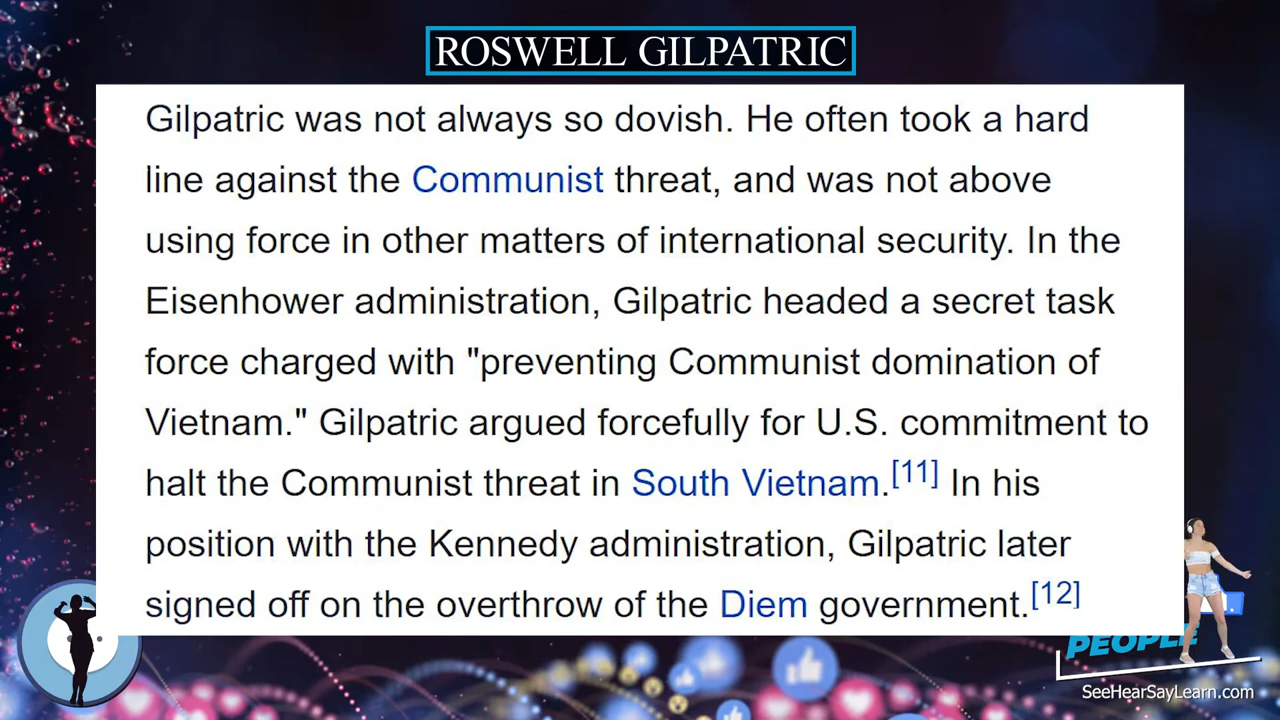 ROSWELL GILPATRIC
Gilpatric was not always so dovish. He often took a hard
line against the Communist threat, and was not above
using force in other matters of international security. In the
Eisenhower administration, Gilpatric headed a secret task
force charged with "preventing Communist domination of
Vietnam." Gilpatric argued forcefully for U.S. commitment to
halt the Communist threat in South Vietnam.[11] In his
position with the Kennedy administration, Gilpatric later
signed off on the overthrow of the Diem government.[12]
PEOPLE
SeeHearSayLearn.com